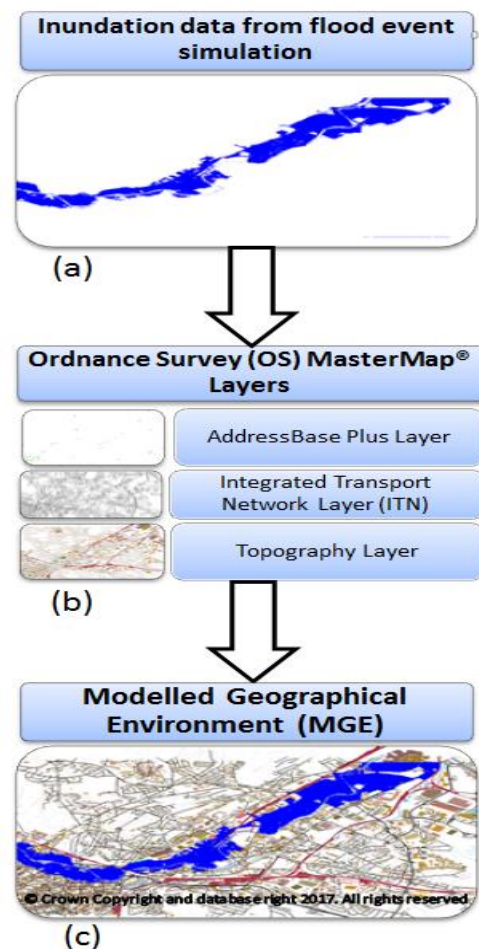 Inundation data from flood event
simulation
(a)
Ordnance Survey (OS) MasterMap®
Layers
AddressBase Plus Layer
Integrated Transport
Network Layer (ITN)
Topography Layer
(b)
Modelled Geographical
Environment (MGE)
© Crown Copyright and database right 2017. All rights reserved
(c)